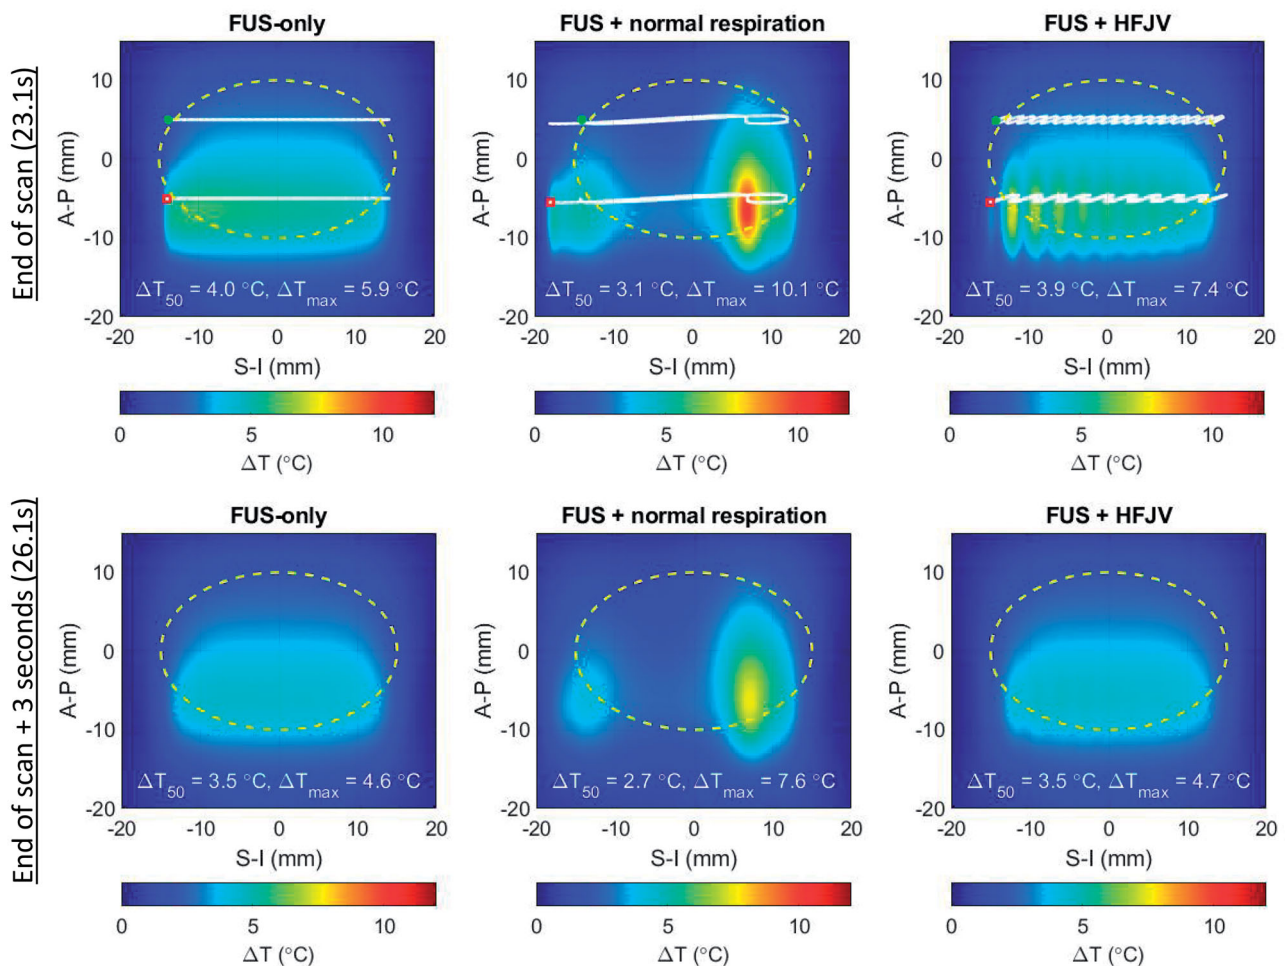 FUS-only
FUS + normal respiration
FUS + HFJV
End of scan (23.1s)
A-P (mm)
10
0
-10
-20
ΔT50 = 4.0 °C, ΔTmax = 5.9 °C
-20 -10 0 10 20
S-I (mm)
0 5 10
ΔT (°C)
A-P (mm)
10
0
-10
-20
ΔT50 = 3.1 °C, ΔTmax = 10.1 °C
-10 0 10 20
S-I (mm)
0 5 10
ΔT (°C)
A-P (mm)
10
0
-10
-20
ΔT50 = 3.9 °C, ΔTmax = 7.4 °C
-20 -10 0 10 20
S-I (mm)
0 5 10
ΔT (°C)
FUS-only
FUS + normal respiration
FUS + HFJV
End of scan + 3 seconds (26.1s)
A-P (mm)
10
0
-10
-20
ΔT50 = 3.5 °C, ΔTmax = 4.6 °C
-20 -10 0 10 20
S-I (mm)
0 5 10
ΔT (°C)
A-P (mm)
10
0
-10
-20
ΔT50 = 2.7 °C, ΔTmax = 7.6 °C
-10 0 10 20
S-I (mm)
0 5 10
ΔT (°C)
A-P (mm)
10
0
-10
-20
ΔT50 = 3.5 °C, ΔTmax = 4.7 °C
-20 -10 0 10 20
S-I (mm)
0 5 10
ΔT (°C)